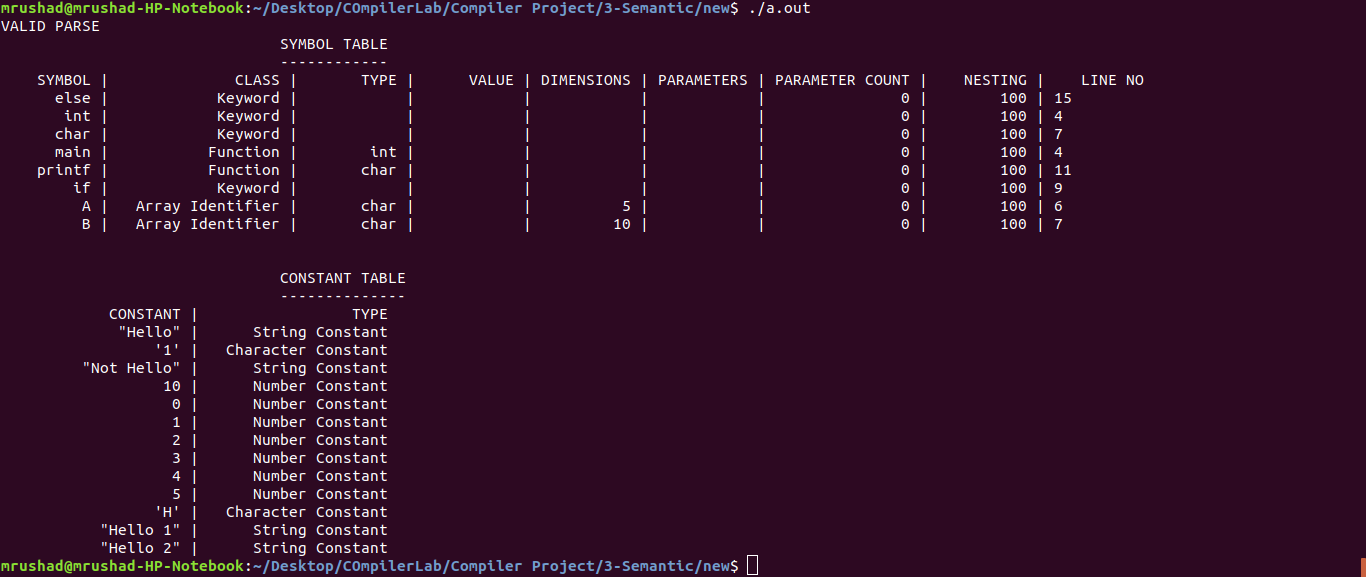 mrushad@mrushad-HP-Notebook:~/Desktop/COmpilerLab/Compiler Project/3-Semantic/new$ ./a.out
VALID PARSE
SYMBOL TABLE
------------
SYMBOL | CLASS | TYPE | VALUE | DIMENSIONS | PARAMETERS | PARAMETER COUNT | NESTING | LINE NO
else | Keyword | | | | | 0 | 100 | 15
int | Keyword | | | | | 0 | 100 | 4
char | Keyword | | | | | 0 | 100 | 7
main | Function | int | | | | 0 | 100 | 4
printf | Function | char | | | | 0 | 100 | 11
if | Keyword | | | | | 0 | 100 | 9
A | Array Identifier | char | | 5 | | 0 | 100 | 6
B | Array Identifier | char | | 10 | | 0 | 100 | 7
CONSTANT TABLE
--------------
CONSTANT | TYPE
"Hello" | String Constant
'1' | Character Constant
"Not Hello" | String Constant
10 | Number Constant
0 | Number Constant
1 | Number Constant
2 | Number Constant
3 | Number Constant
4 | Number Constant
5 | Number Constant
'H' | Character Constant
"Hello 1" | String Constant
"Hello 2" | String Constant
mrushad@mrushad-HP-Notebook:~/Desktop/COmpilerLab/Compiler Project/3-Semantic/new$